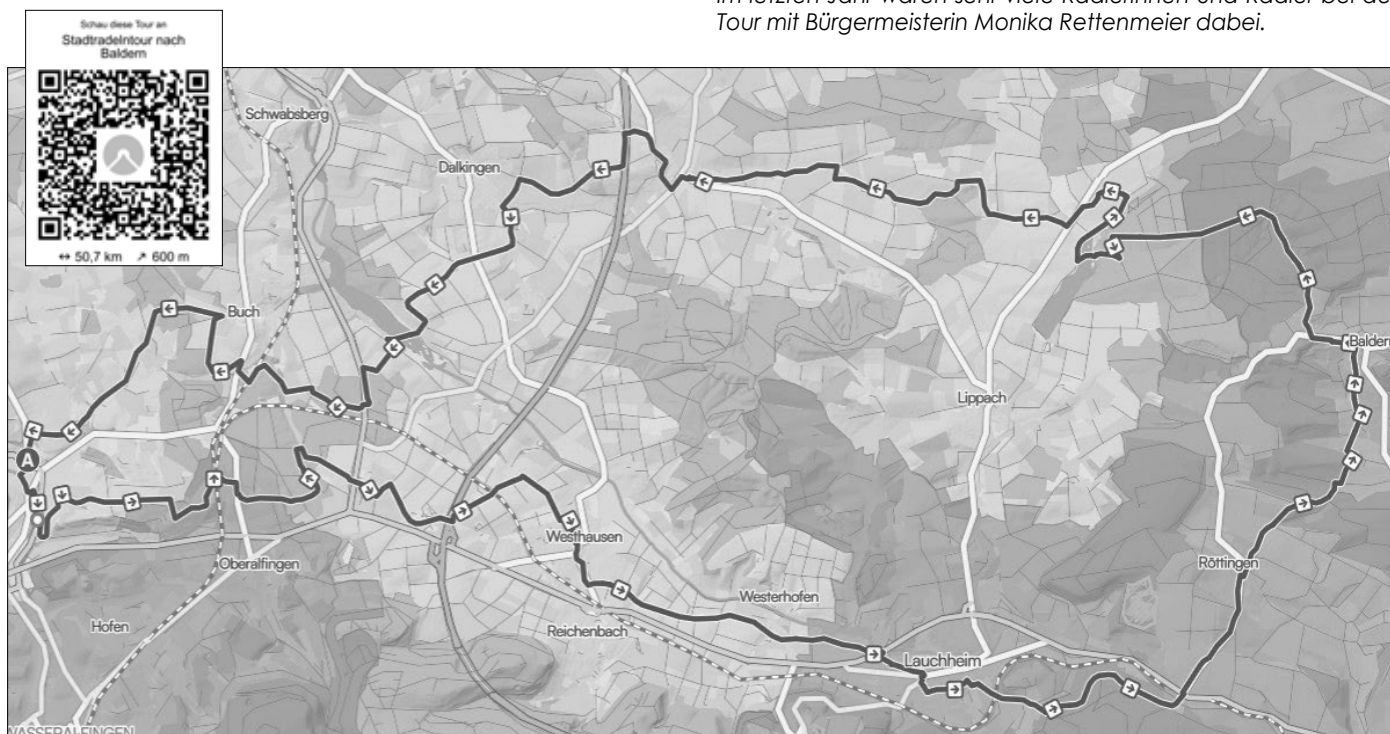 Im letzten Jahr waren sehr viele Radlerinnen und Radler bei
Tour mit Bürgermeisterin Monika Rettenmeier dabei.
Schau diese Tour an
Stadtradelntour nach
Baldern
↔ 50,7 km ↗ 600 m
Schwabsberg
Dalkingen
Buch
Baldern
Lippach
A
Westhausen
Oberalfingen
Röttingen
Westerhofen
Hofen
Reichenbach
Lauchheim
WASSERALFINGEN